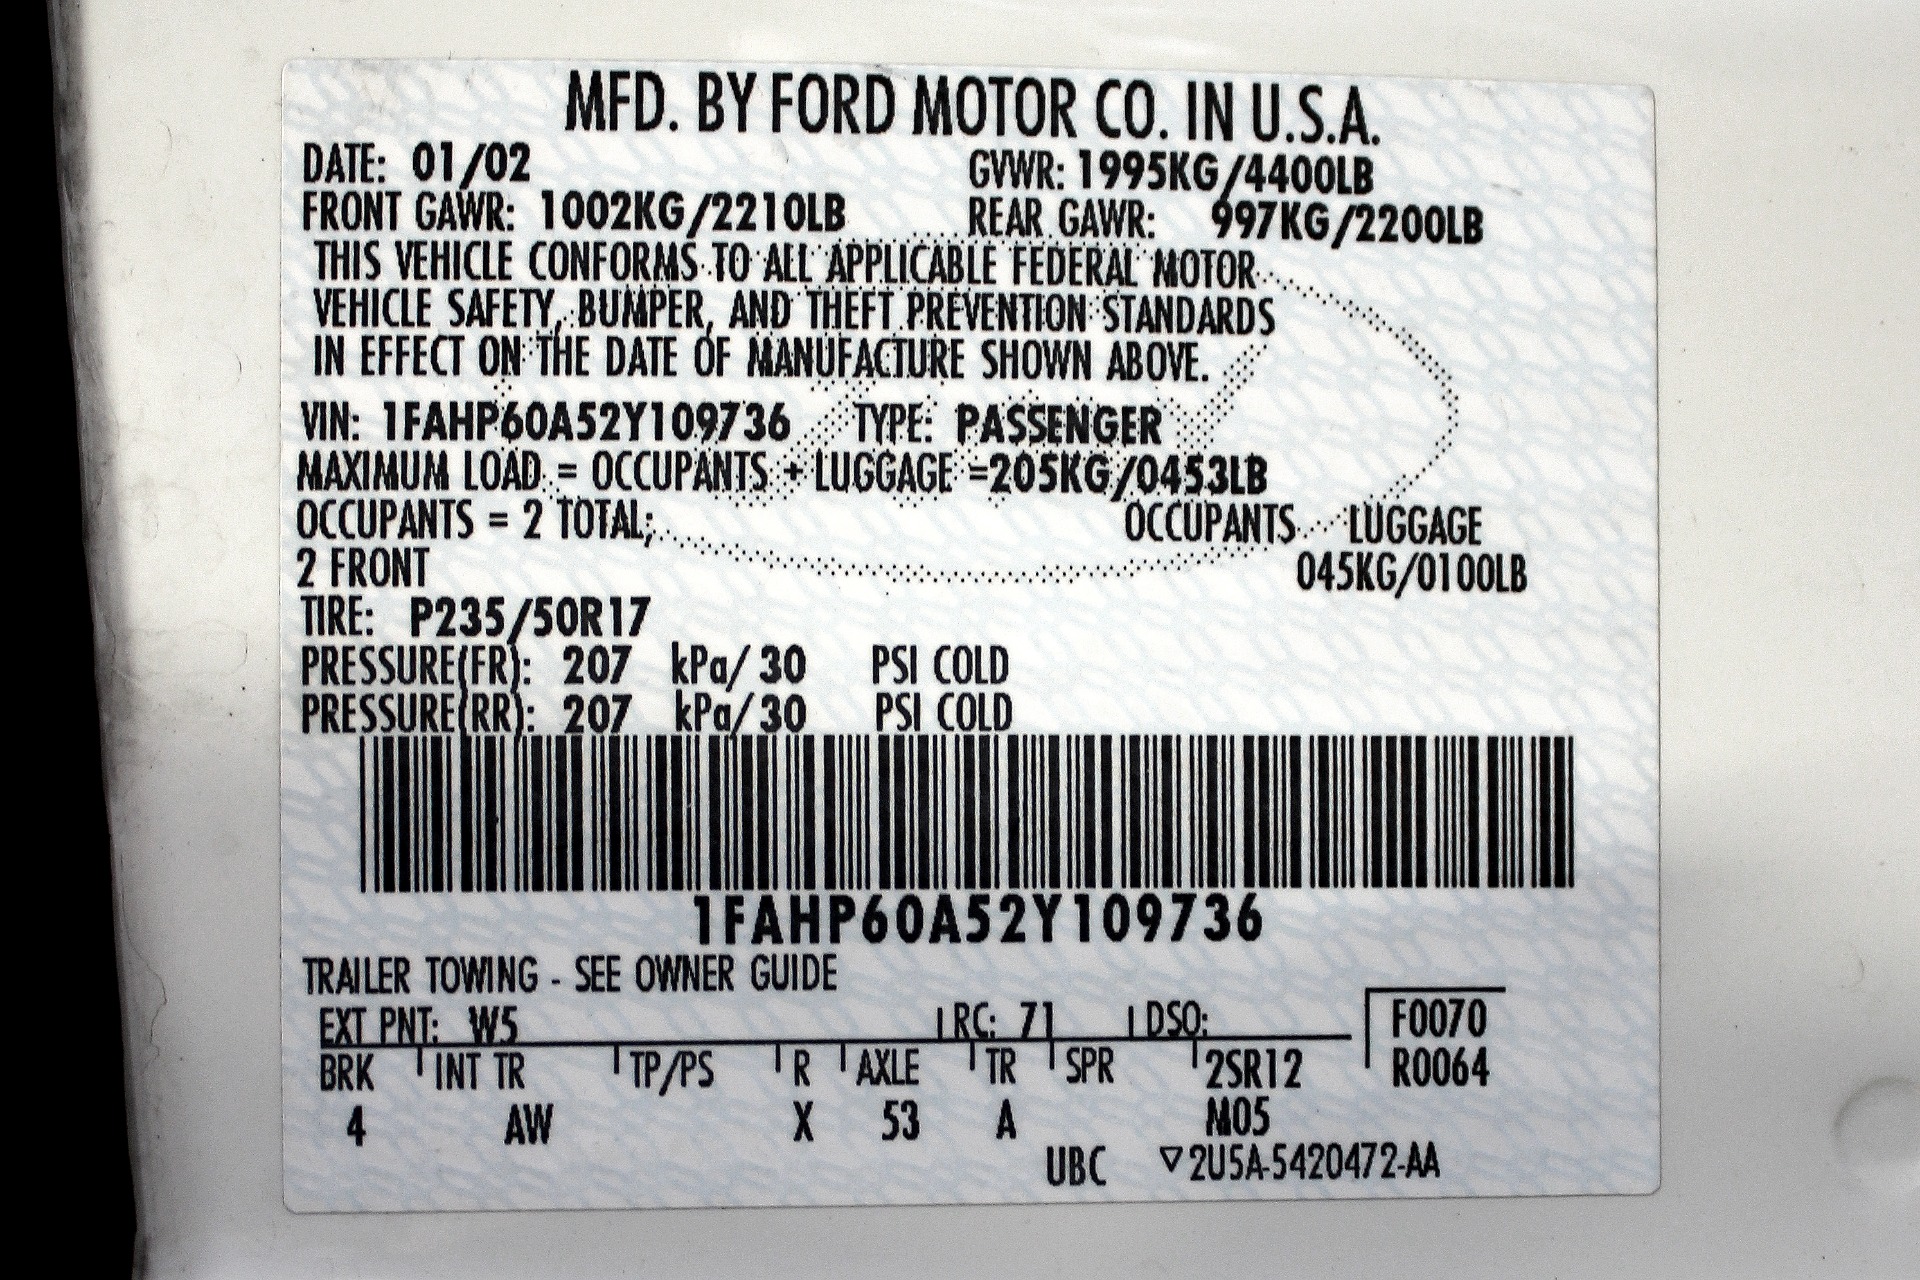 MFD. BY FORD MOTOR CO. IN U.S.A.
DATE: 01/02 GVWR: 1995KG/4400LB
FRONT GAWR: 1002KG/2210LB REAR GAWR: 997KG/2200LB
THIS VEHICLE CONFORMS TO ALL APPLICABLE FEDERAL MOTOR
VEHICLE SAFETY, BUMPER, AND THEFT PREVENTION STANDARDS
IN EFFECT ON THE DATE OF MANUFACTURE SHOWN ABOVE.
VIN: 1FAHP60A52Y109736 TYPE: PASSENGER
MAXIMUM LOAD = OCCUPANTS + LUGGAGE =205KG/0453LB
OCCUPANTS = 2 TOTAL; OCCUPANTS LUGGAGE
2 FRONT 045KG/0100LB
TIRE: P235/50R17
PRESSURE(FR): 207 kPa/ 30 PSI COLD
PRESSURE(RR): 207 kPa/ 30 PSI COLD
1FAHP60A52Y109736
TRAILER TOWING - SEE OWNER GUIDE
EXT PNT: W5 RC: 71 DSO: F0070
BRK INT TR TP/PS R AXLE TR SPR 2SR12 R0064
4 AW X 53 A M05
UBC ▽2U5A-5420472-AA